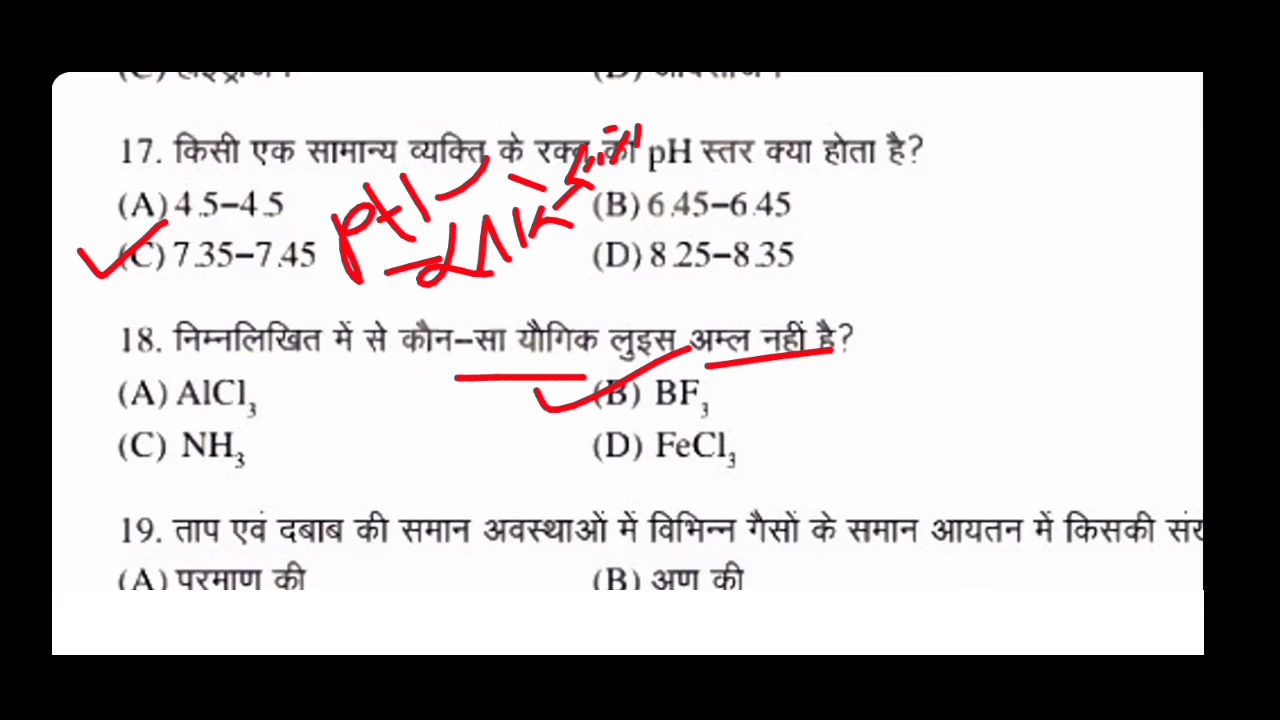 17. किसी एक सामान्य व्यक्ति के रक्त का pH स्तर क्या होता है?
(A) 4.5–4.5 (B) 6.45–6.45
(C) 7.35–7.45 (D) 8.25–8.35
pH
18. निम्नलिखित में से कौन–सा यौगिक लुइस अम्ल नहीं है?
(A) AlCl₃ (B) BF₃
(C) NH₃ (D) FeCl₃
19. ताप एवं दबाब की समान अवस्थाओं में विभिन्न गैसों के समान आयतन में किसकी
(A) परमाणु की (B) अणु की